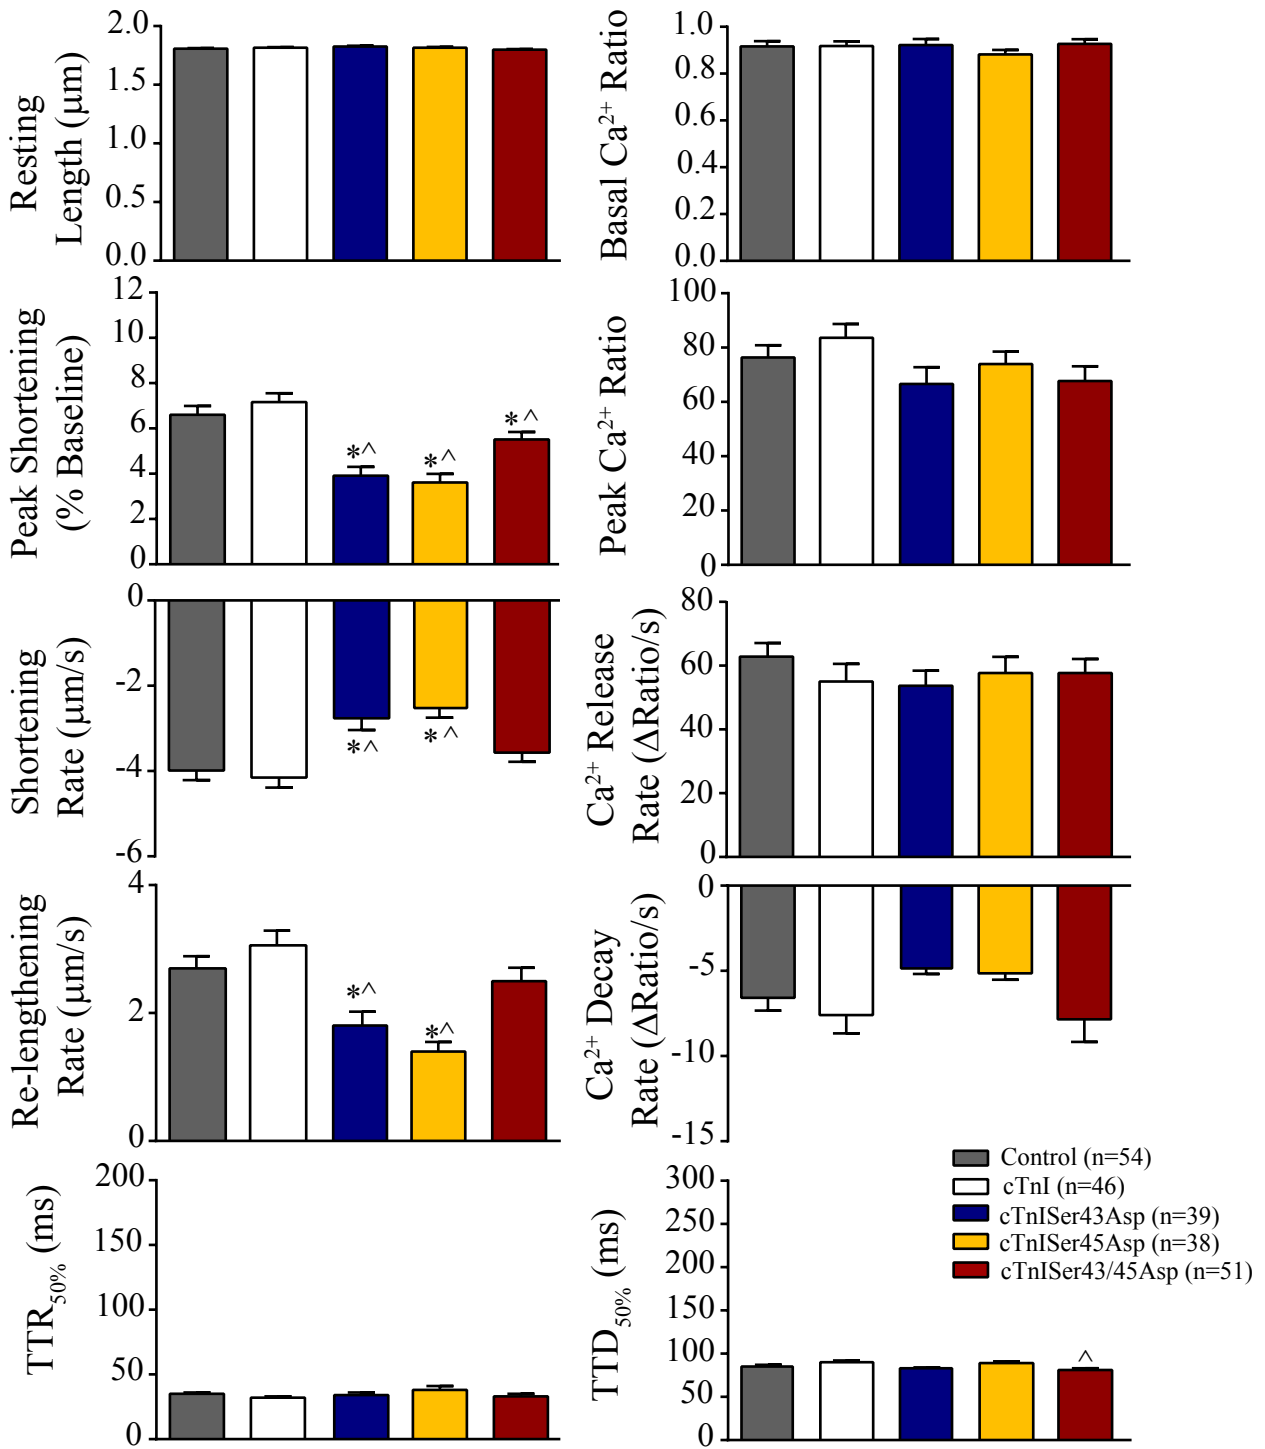 Resting
Length (μm)
2.0
1.5
1.0
0.5
0.0
Basal Ca²⁺ Ratio
1.0
0.8
0.6
0.4
0.2
0.0
Peak Shortening
(% Baseline)
12
10
8
6
4
2
0
*^
*^
*^
Peak Ca²⁺ Ratio
100
80
60
40
20
0
Shortening
Rate (μm/s)
0
-2
-4
-6
*^
*^
Ca²⁺ Release
Rate (ΔRatio/s)
80
60
40
20
0
Re-lengthening
Rate (μm/s)
4
2
0
*^
*^
Ca²⁺ Decay
Rate (ΔRatio/s)
0
-5
-10
-15
TTR50% (ms)
200
150
100
50
0
TTD50% (ms)
300
250
200
150
100
50
0
^
Control (n=54)
cTnI (n=46)
cTnISer43Asp (n=39)
cTnISer45Asp (n=38)
cTnISer43/45Asp (n=51)